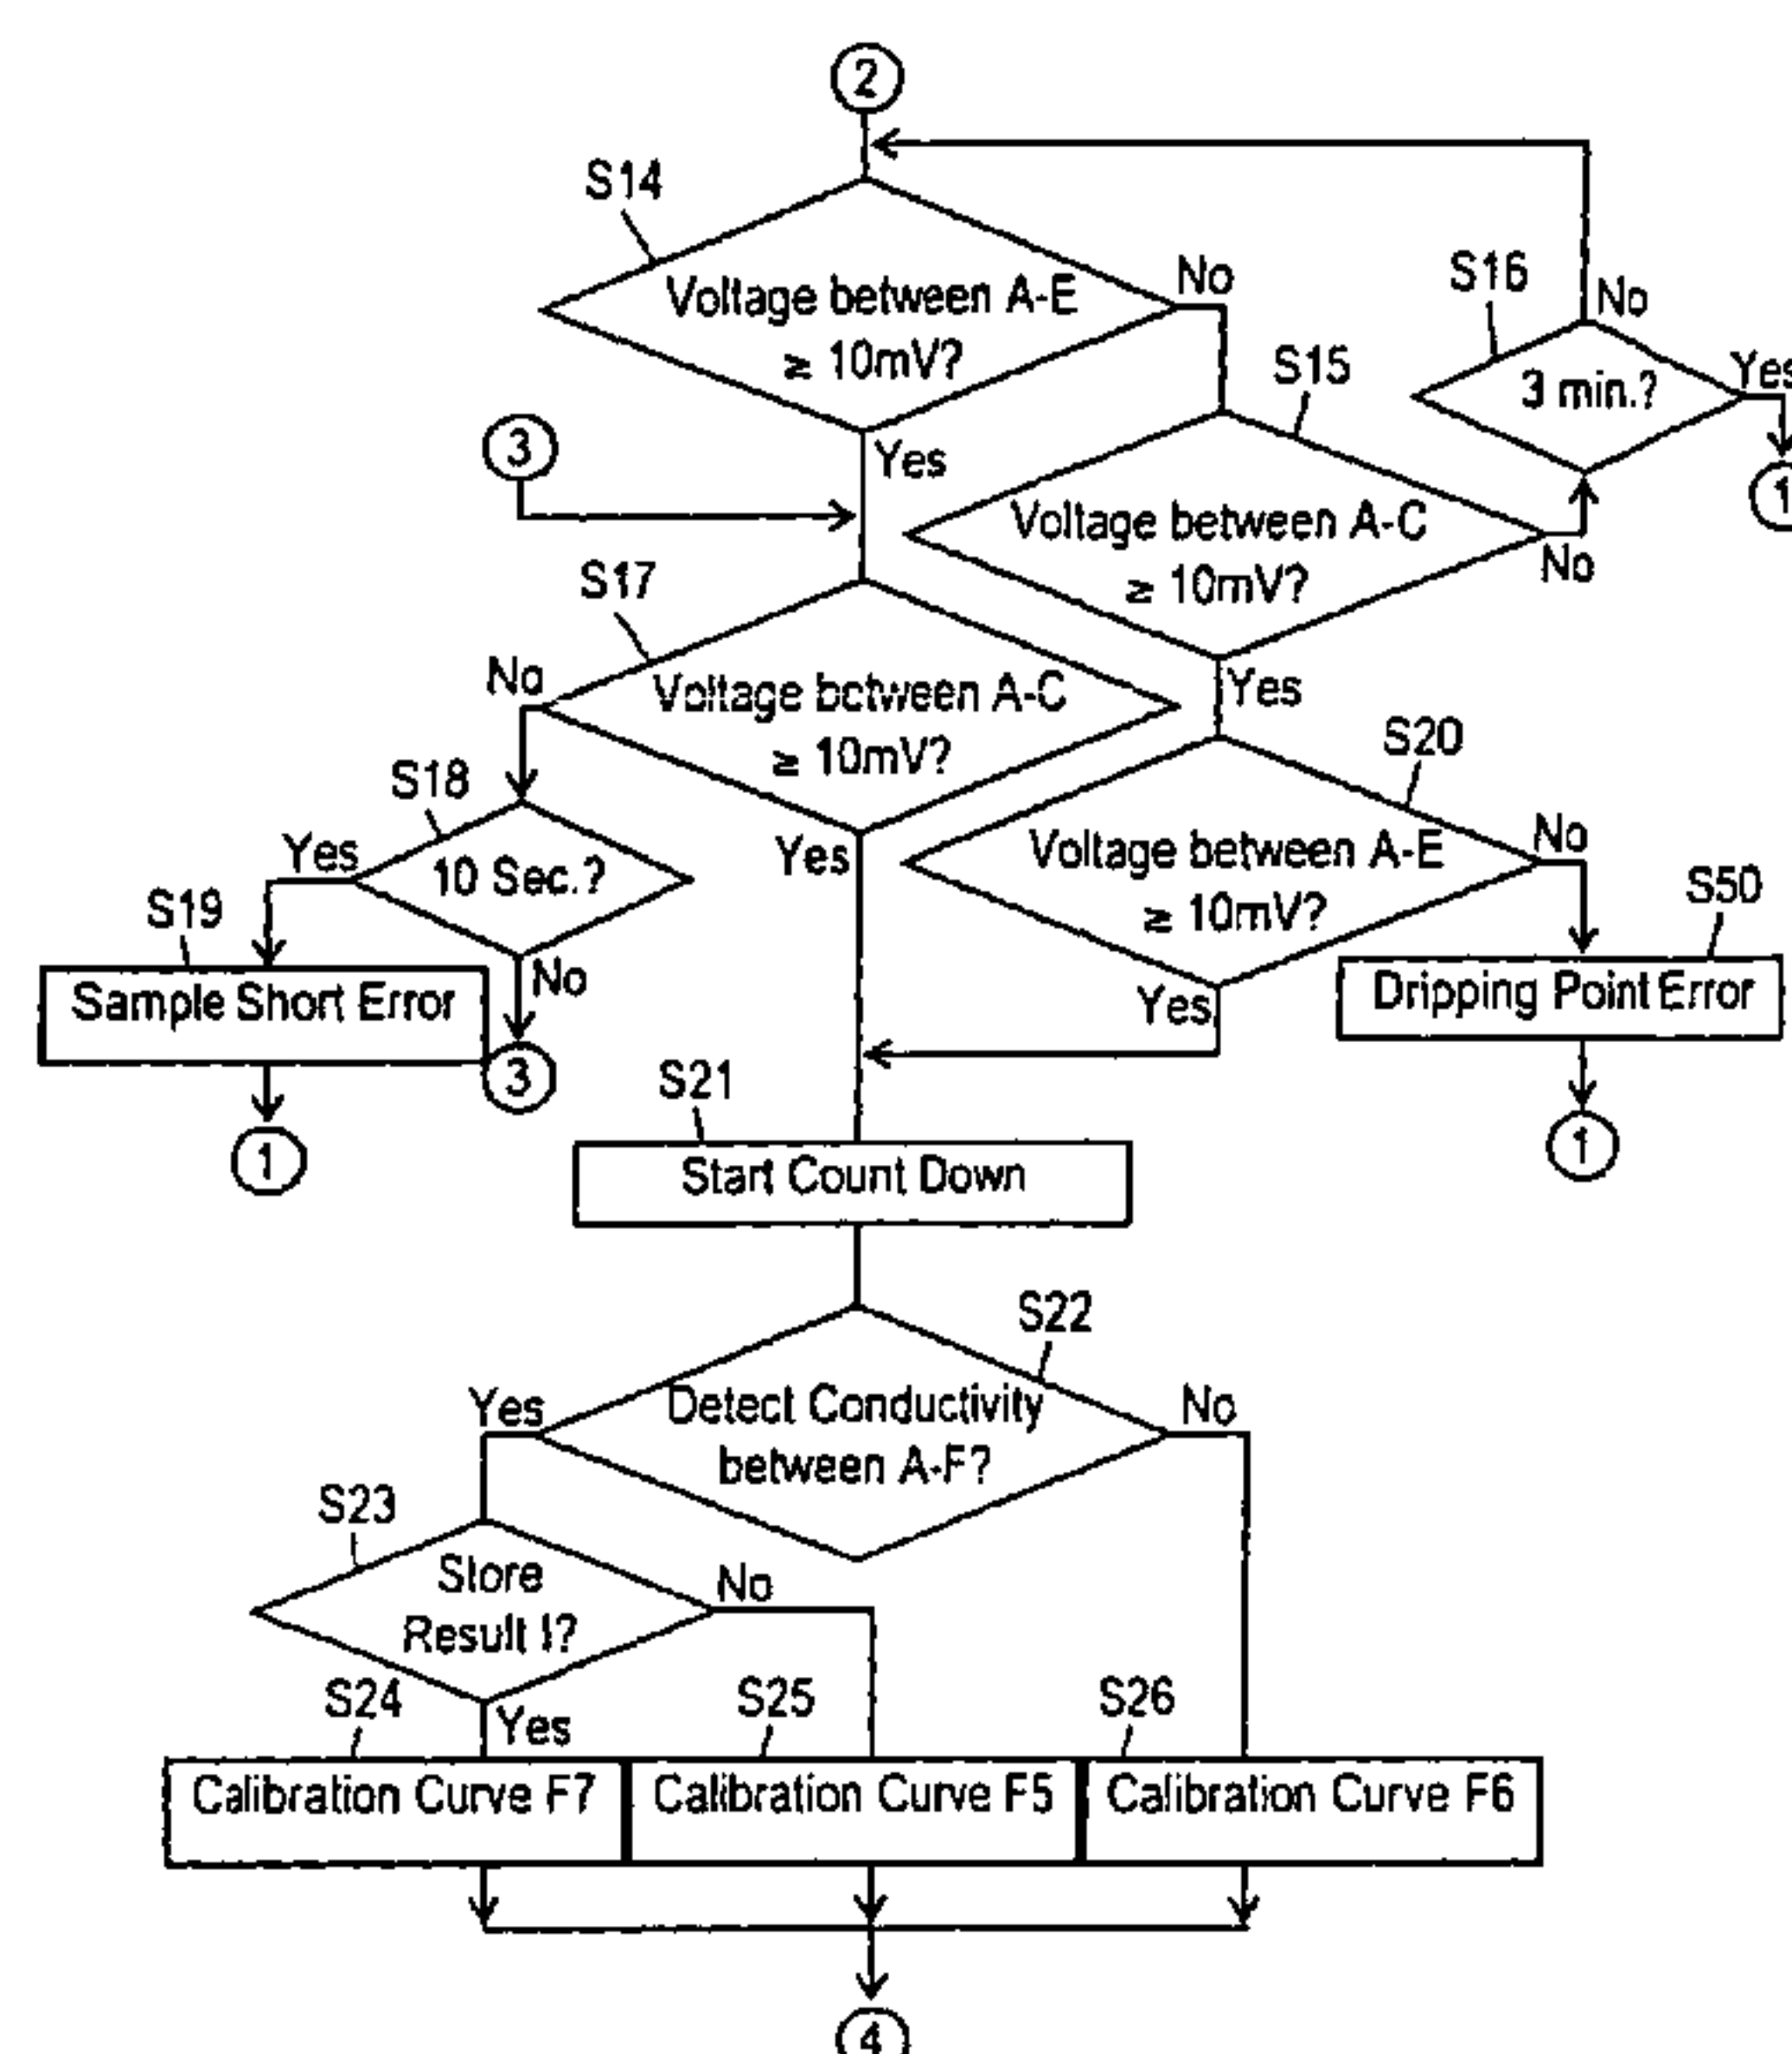 2
S14
Voltage between A-E
≥ 10mV?
No
Yes
S16
3 min.?
No
Yes
1
S15
Voltage between A-C
≥ 10mV?
No
Yes
3
S17
Voltage between A-C
≥ 10mV?
No
Yes
S18
10 Sec.?
Yes
No
3
S19
Sample Short Error
1
S20
Voltage between A-E
≥ 10mV?
No
Yes
S50
Dripping Point Error
1
S21
Start Count Down
S22
Detect Conductivity
between A-F?
Yes
No
S23
Store
Result I?
No
Yes
S24
Calibration Curve F7
S25
Calibration Curve F5
S26
Calibration Curve F6
4